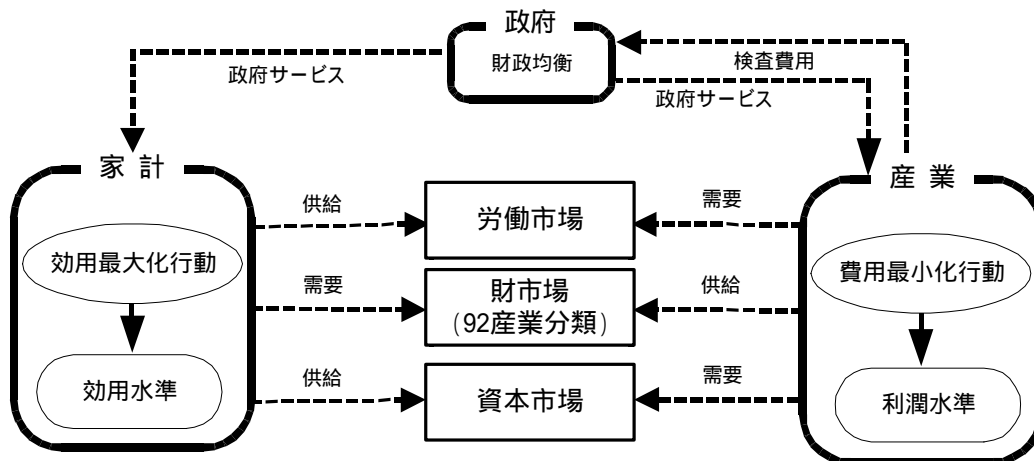 政府
財政均衡
政府サービス
検査費用
政府サービス
家計
産業
供給
労働市場
需要
効用最大化行動
需要
財市場
(92産業分類)
供給
費用最小化行動
効用水準
供給
資本市場
需要
利潤水準